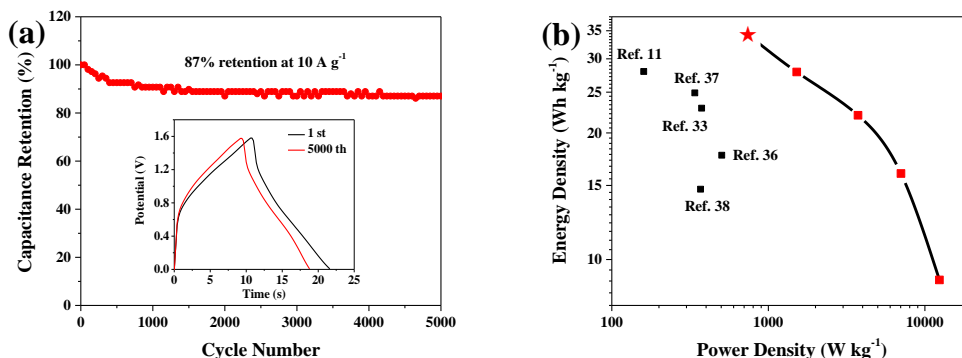 (a)
Capacitance Retention (%)
120
100
80
60
40
20
0
87% retention at 10 A g-1
Potential (V)
1.6
1.2
0.8
0.4
0.0
1 st
5000 th
0 5 10 15 20 25
Time (s)
0 1000 2000 3000 4000 5000
Cycle Number
(b)
Energy Density (Wh kg-1)
35
30
25
20
15
10
Ref. 11
Ref. 37
Ref. 33
Ref. 36
Ref. 38
100 1000 10000
Power Density (W kg-1)